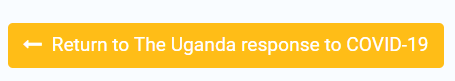 ← Return to The Uganda response to COVID-19